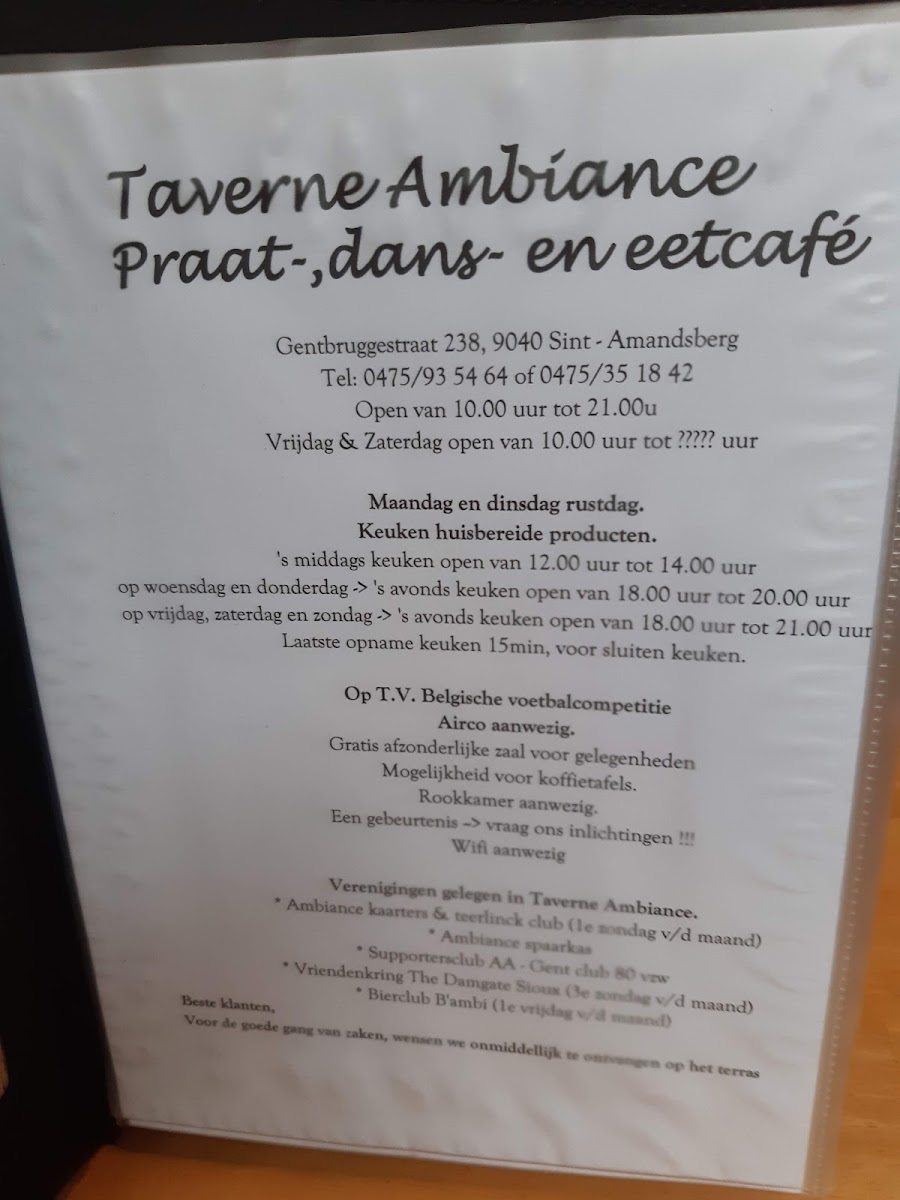 Taverne Ambiance
Praat-,dans- en eetcafé
Gentbruggestraat 238, 9040 Sint - Amandsberg
Tel: 0475/93 54 64 of 0475/35 18 42
Open van 10.00 uur tot 21.00u
Vrijdag & Zaterdag open van 10.00 uur tot ????? uur
Maandag en dinsdag rustdag.
Keuken huisbereide producten.
's middags keuken open van 12.00 uur tot 14.00 uur
op woensdag en donderdag -> 's avonds keuken open van 18.00 uur tot 20.00 uur
op vrijdag, zaterdag en zondag -> 's avonds keuken open van 18.00 uur tot 21.00 uur
Laatste opname keuken 15min, voor sluiten keuken.
Op T.V. Belgische voetbalcompetitie
Airco aanwezig.
Gratis afzonderlijke zaal voor gelegenheden
Mogelijkheid voor koffietafels.
Rookkamer aanwezig.
Een gebeurtenis –> vraag ons inlichtingen !!!
Wifi aanwezig
Verenigingen gelegen in Taverne Ambiance.
* Ambiance kaarters & teerlinck club (1e zondag v/d maand)
* Ambiance spaarkas
* Supportersclub AA - Gent club 80 vzw
* Vriendenkring The Damgate Sioux (3e zondag v/d maand)
* Bierclub B'ambi (1e vrijdag v/d maand)
Beste klanten,
Voor de goede gang van zaken, wensen we onmiddellijk te ontvangen op het terras